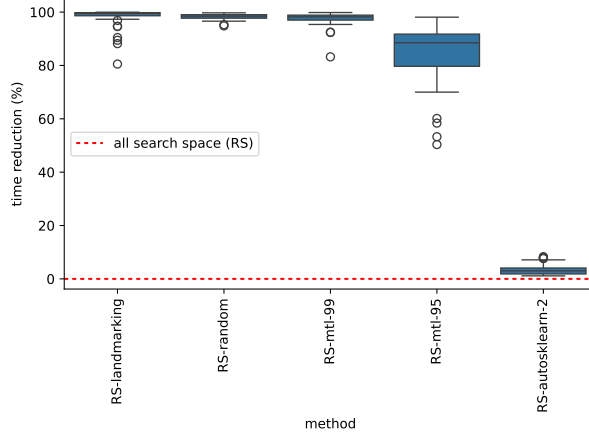 100
80
60
40
20
0
time reduction (%)
all search space (RS)
RS-landmarking
RS-random
RS-mtl-99
RS-mtl-95
RS-autosklearn-2
method